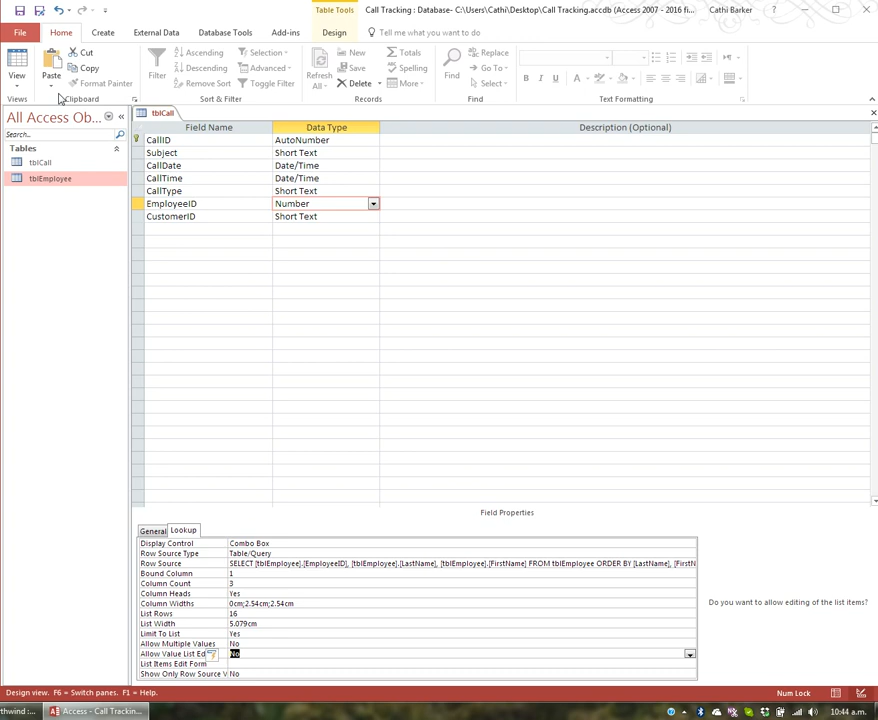 Table Tools
Call Tracking : Database- C:\Users\Cathi\Desktop\Call Tracking.accdb (Access 2007 - 2016 fi...
Cathi Barker
?
File
Home
Create
External Data
Database Tools
Add-ins
Design
Tell me what you want to do
View
Views
Paste
Cut
Copy
Format Painter
Clipboard
Filter
Ascending
Descending
Remove Sort
Selection
Advanced
Toggle Filter
Sort & Filter
Refresh All
New
Save
Delete
Totals
Spelling
More
Records
Find
Replace
Go To
Select
Find
B I U
A
Text Formatting
All Access Ob...
Search...
Tables
tblCall
tblEmployee
tblCall
Field Name Data Type Description (Optional)
CallID AutoNumber
Subject Short Text
CallDate Date/Time
CallTime Date/Time
CallType Short Text
EmployeeID Number
CustomerID Short Text
Field Properties
General Lookup
Display Control Combo Box
Row Source Type Table/Query
Row Source SELECT [tblEmployee].[EmployeeID], [tblEmployee].[LastName], [tblEmployee].[FirstName] FROM tblEmployee ORDER BY [LastName], [FirstN
Bound Column 1
Column Count 3
Column Heads Yes
Column Widths 0cm;2.54cm;2.54cm
List Rows 16
List Width 5.079cm
Limit To List Yes
Allow Multiple Values No
Allow Value List Ed No
List Items Edit Form
Show Only Row Source V No
Do you want to allow editing of the list items?
Design view. F6 = Switch panes. F1 = Help.
Num Lock
thwind :...
Access - Call Trackin...
10:44 a.m.